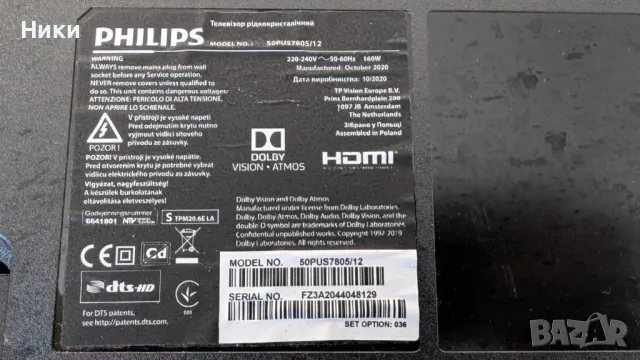 Ники
Телевізор рідкокристалічний
PHILIPS
MODEL NO.: 50PUS7805/12
WARNING
ALWAYS remove mains plug from wall
socket before any Service operation.
NEVER remove covers unless qualified to
do so. This unit contains dangerous voltages.
ATTENZIONE: PERICOLO DI ALTA TENSIONE.
NON APRIRE LO SCHIENALE.
220-240V ~ 50-60Hz 160W
Manufactured: October 2020
Дата виробництва: 10/2020
TP Vision Europe B.V.
Prins Bernhardplein 200
1097 JB Amsterdam
The Netherlands
Зібрано у Польщі
Assembled in Poland
POZOR!
V přístroji je vysoké napětí
Před odejmutím krytu nutno
vyjmout vidlici síťového
přívodu ze zásuvky.
POZOR! V prístroji je vysoké napätie.
Pred otvorením krytu je potrebné vybrať
vidlicu elektrického prívodu zo zásuvky.
Vigyázat, nagyfeszültség!
A készülék burkolatának
eltávolítása életveszélyes.
DOLBY
VISION·ATMOS
HDMI
Godkjenningsnummer
6641801
S TPM20.6E LA
Dolby Vision and Dolby Atmos
Manufactured under license from Dolby Laboratories.
Dolby, Dolby Atmos, Dolby Audio, Dolby Vision, and the
double-D symbol are trademarks of Dolby Laboratories.
Confidential unpublished works. Copyright 1992-2019
Dolby Laboratories. All rights reserved.
CE
dts-HD
For DTS patents,
see http://patents.dts.com.
MODEL NO. 50PUS7805/12
SERIAL NO. FZ3A2044048129
SET OPTION: 036
BAZAR
.bg